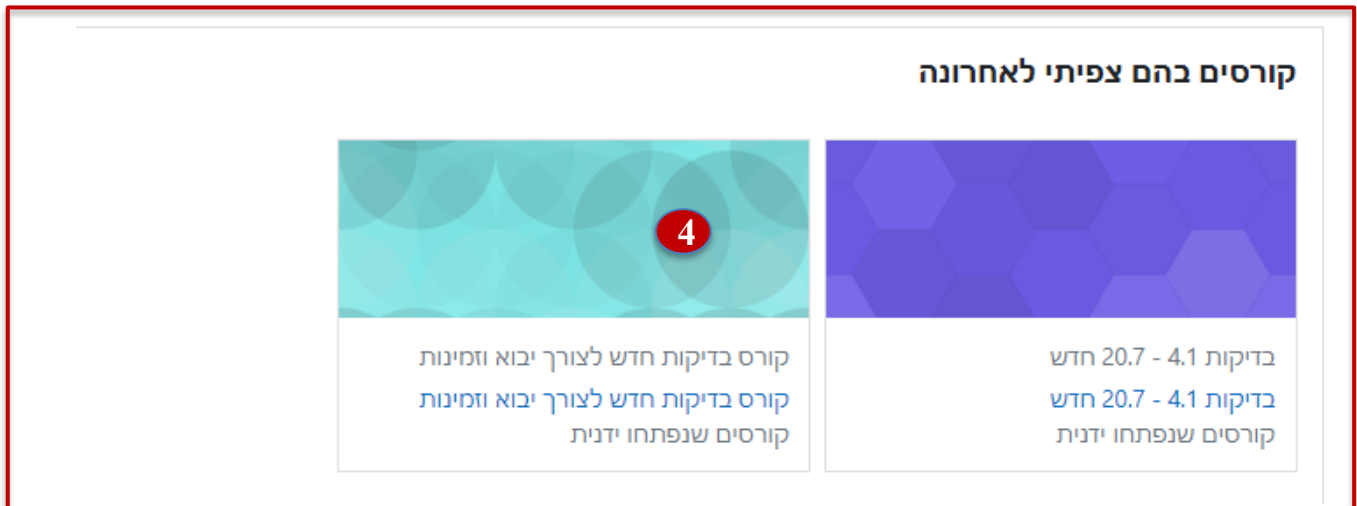 קורסים בהם צפיתי לאחרונה
4
בדיקות 4.1 - 20.7 חדש
בדיקות 4.1 - 20.7 חדש
קורסים שנפתחו ידנית
קורס בדיקות חדש לצורך יבוא וזמינות
קורס בדיקות חדש לצורך יבוא וזמינות
קורסים שנפתחו ידנית